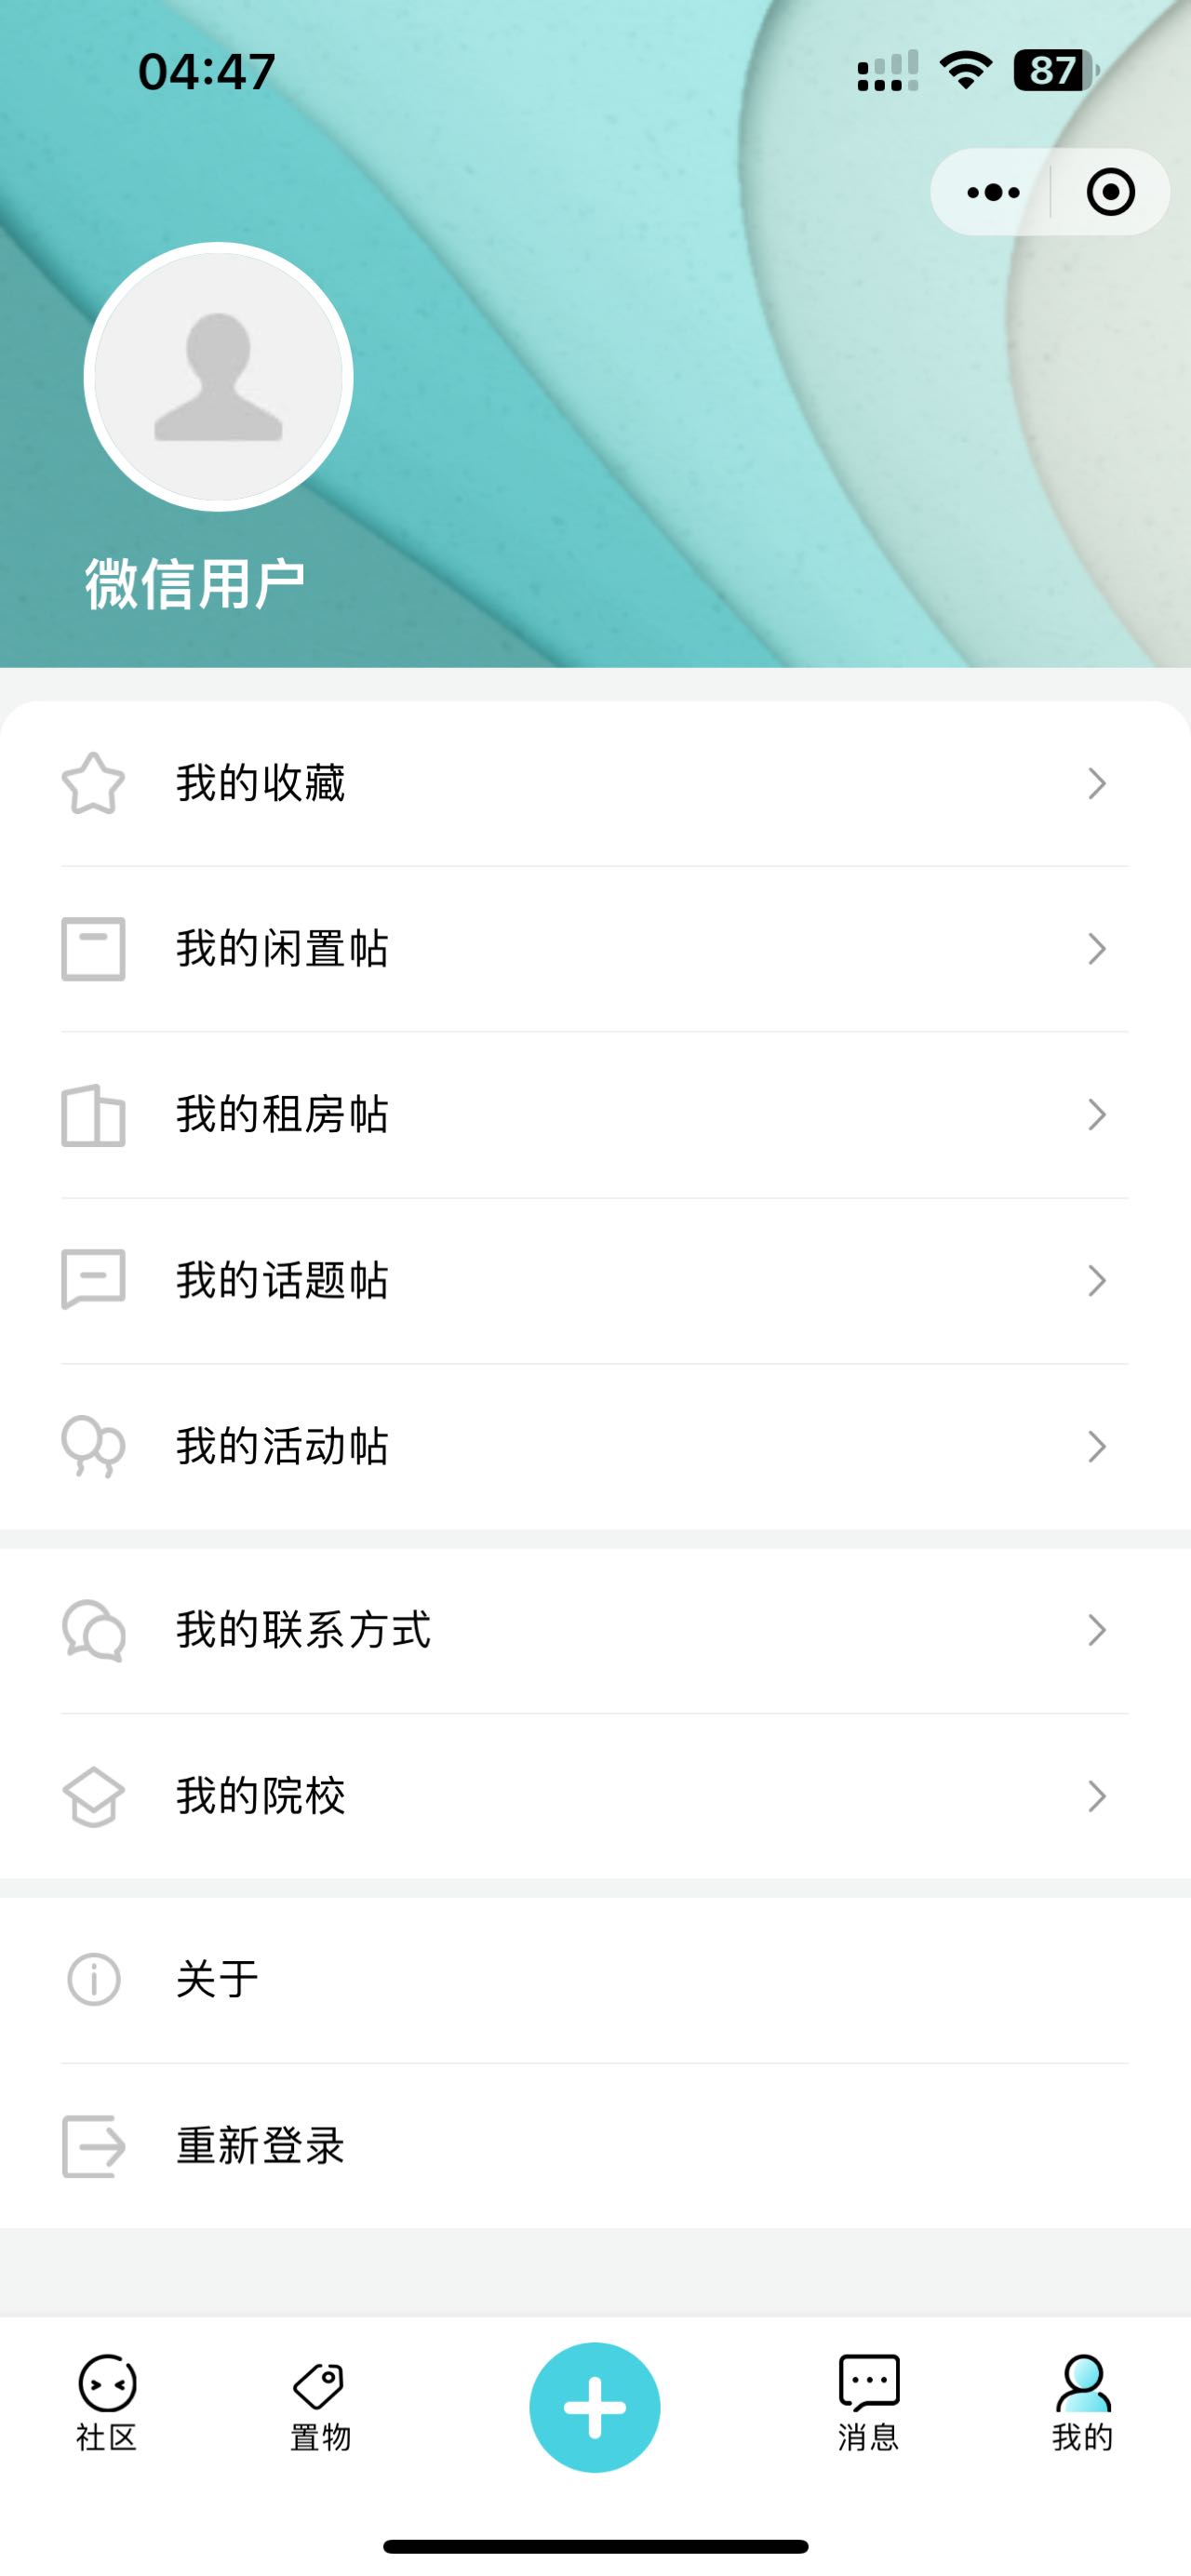 04:47
87
微信用户
我的收藏
我的闲置帖
我的租房帖
我的话题帖
我的活动帖
我的联系方式
我的院校
关于
重新登录
社区
置物
消息
我的